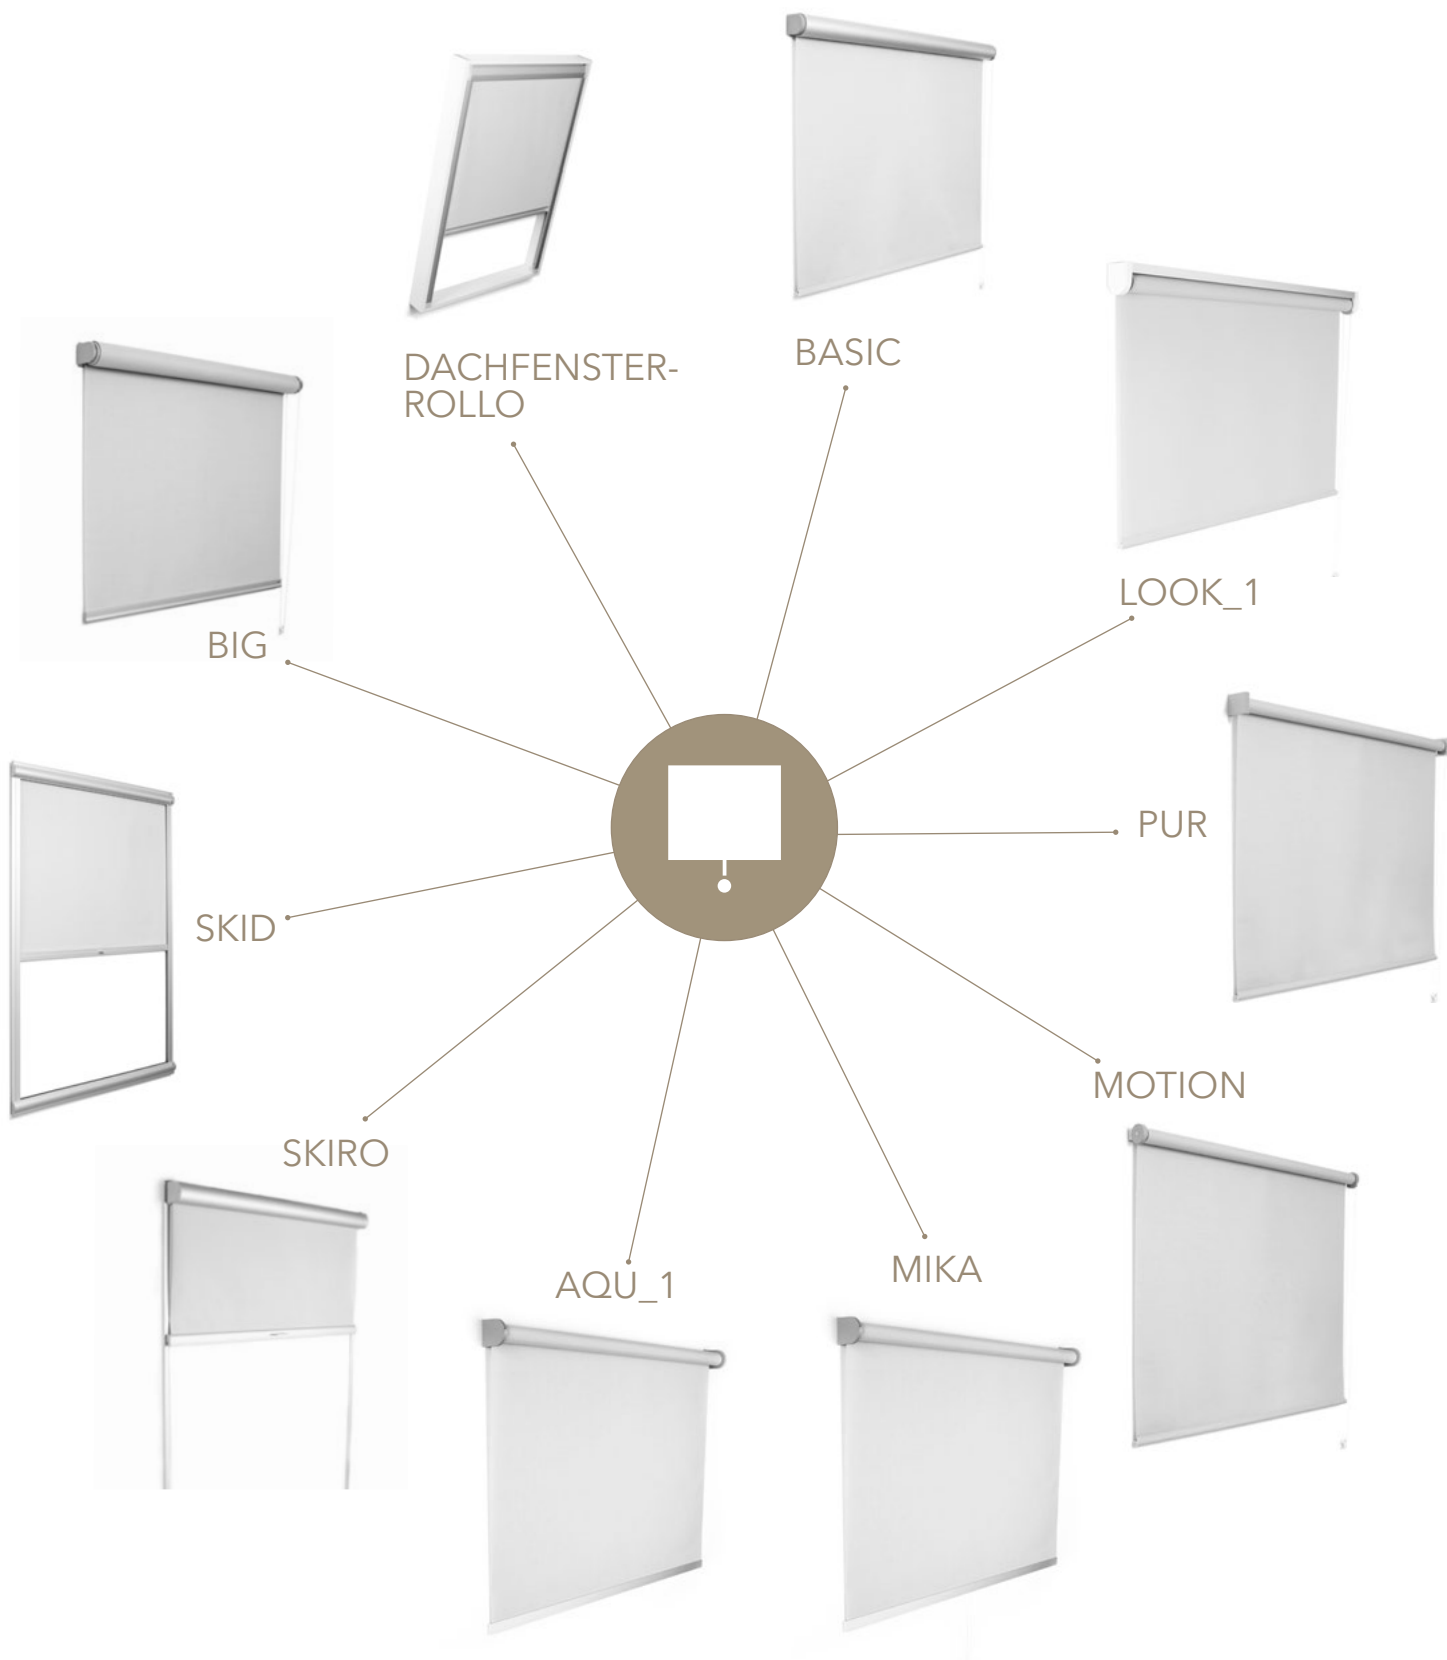 BASIC
DACHFENSTER-
ROLLO
LOOK_1
BIG
PUR
SKID
MOTION
SKIRO
MIKA
AQU_1